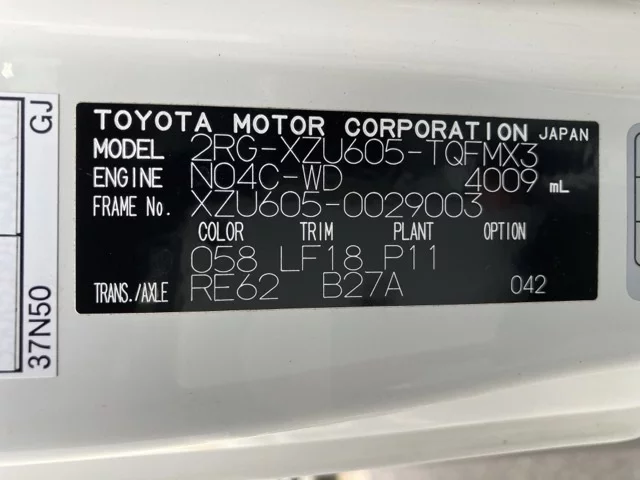 TOYOTA MOTOR CORPORATION JAPAN
MODEL 2RG-XZU605-TQFMX3
ENGINE N04C-WD 4009 mL
FRAME No. XZU605-0029003
COLOR TRIM PLANT OPTION
058 LF18 P11
TRANS./AXLE RE62 B27A 042
GJ
37N50